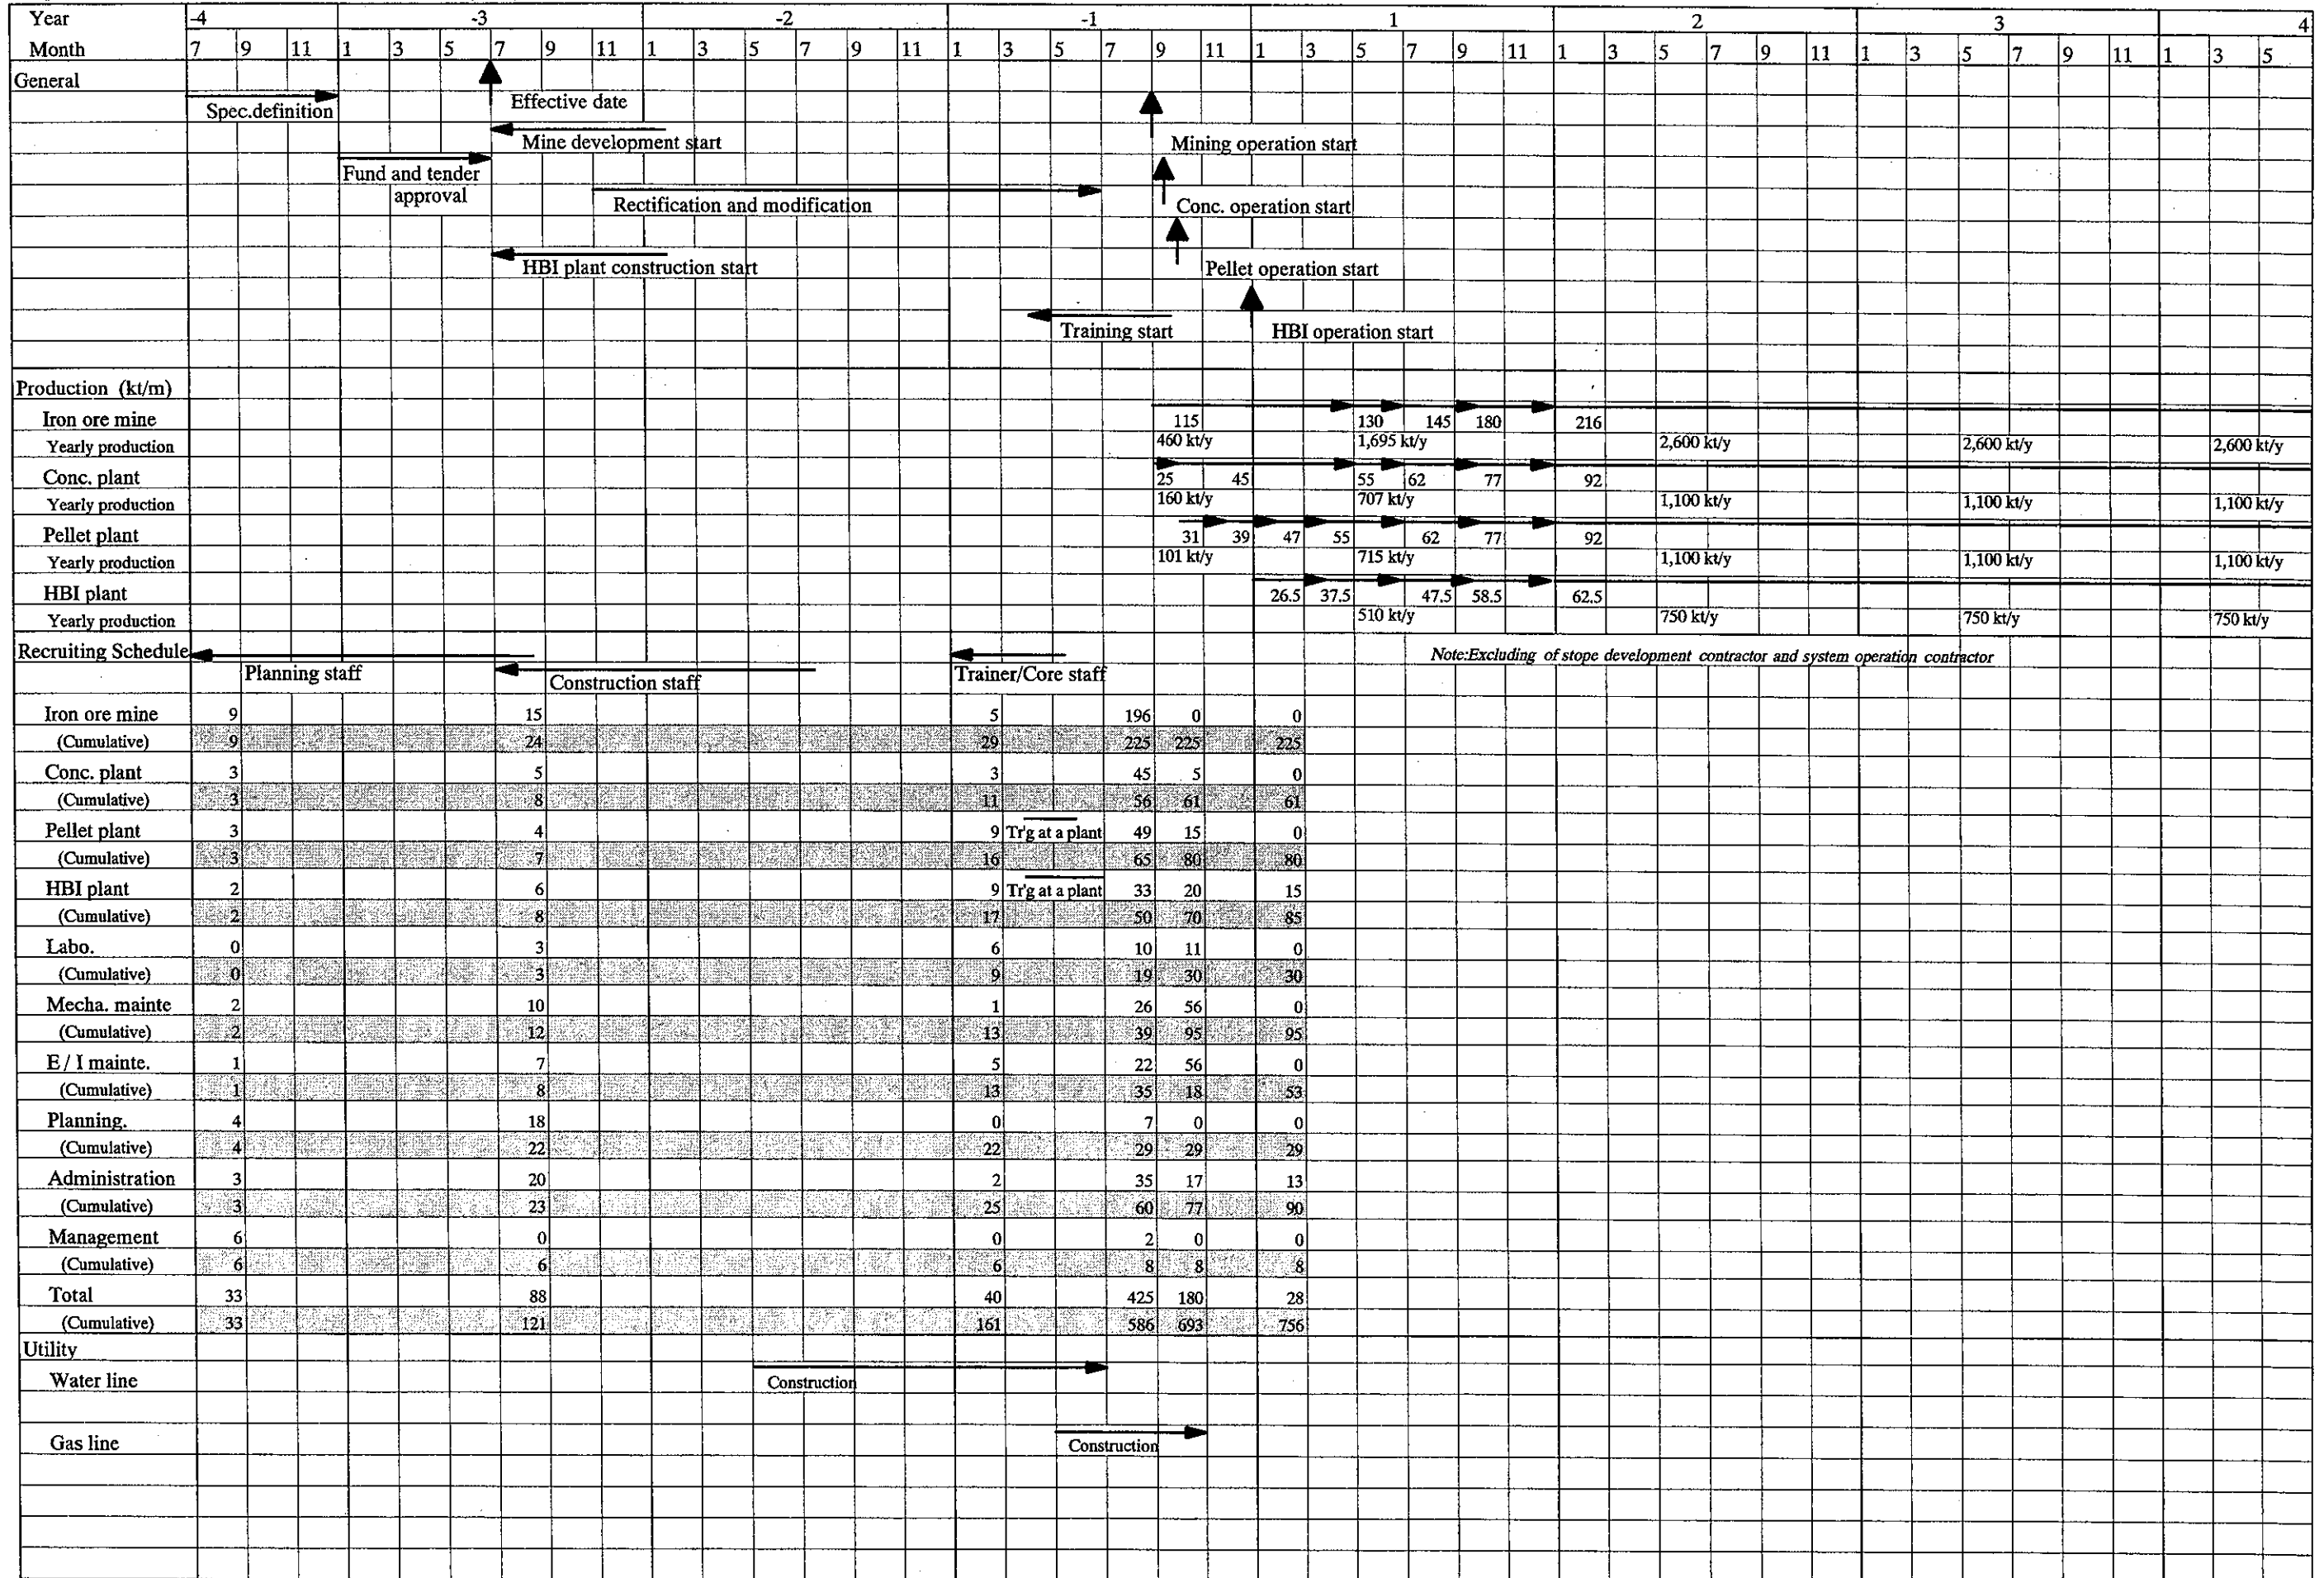 Year -4 -3 -2 -1 1 2 3 4
Month 7 9 11 1 3 5 7 9 11 1 3 5 7 9 11 1 3 5 7 9 11 1 3 5 7 9 11 1 3 5 7 9 11 1 3 5 7 9 11 1 3 5
General
Spec.definition Effective date
Mine development start Mining operation start
Fund and tender
approval
Rectification and modification Conc. operation start
HBI plant construction start Pellet operation start
Training start HBI operation start
Production (kt/m)
Iron ore mine 115 130 145 180 216
Yearly production 460 kt/y 1,695 kt/y 2,600 kt/y 2,600 kt/y 2,600 kt/y
Conc. plant 25 45 55 62 77 92
Yearly production 160 kt/y 707 kt/y 1,100 kt/y 1,100 kt/y 1,100 kt/y
Pellet plant 31 39 47 55 62 77 92
Yearly production 101 kt/y 715 kt/y 1,100 kt/y 1,100 kt/y 1,100 kt/y
HBI plant 26.5 37.5 47.5 58.5 62.5
Yearly production 510 kt/y 750 kt/y 750 kt/y 750 kt/y
Recruiting Schedule Note:Excluding of stope development contractor and system operation contractor
Planning staff Construction staff Trainer/Core staff
Iron ore mine 9 15 5 196 0 0
(Cumulative) 9 24 29 225 225 225
Conc. plant 3 5 3 45 5 0
(Cumulative) 3 8 11 56 61 61
Pellet plant 3 4 9 Tr'g at a plant 49 15 0
(Cumulative) 3 7 16 65 80 80
HBI plant 2 6 9 Tr'g at a plant 33 20 15
(Cumulative) 2 8 17 50 70 85
Labo. 0 3 6 10 11 0
(Cumulative) 0 3 9 19 30 30
Mecha. mainte 2 10 1 26 56 0
(Cumulative) 2 12 13 39 95 95
E / I mainte. 1 7 5 22 56 0
(Cumulative) 1 8 13 35 18 53
Planning. 4 18 0 7 0 0
(Cumulative) 4 22 22 29 29 29
Administration 3 20 2 35 17 13
(Cumulative) 3 23 25 60 77 90
Management 6 0 0 2 0 0
(Cumulative) 6 6 6 8 8 8
Total 33 88 40 425 180 28
(Cumulative) 33 121 161 586 693 756
Utility
Water line Construction
Gas line Construction